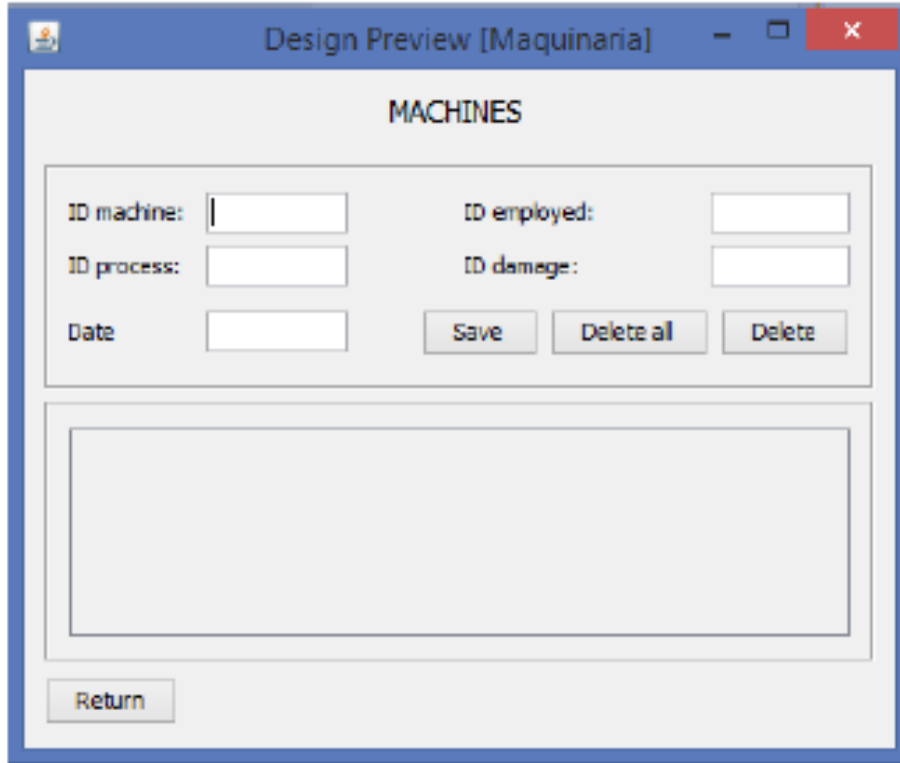 Design Preview [Maquinaria]
MACHINES
ID machine: ID employed:
ID process: ID damage:
Date Save Delete all Delete
Return